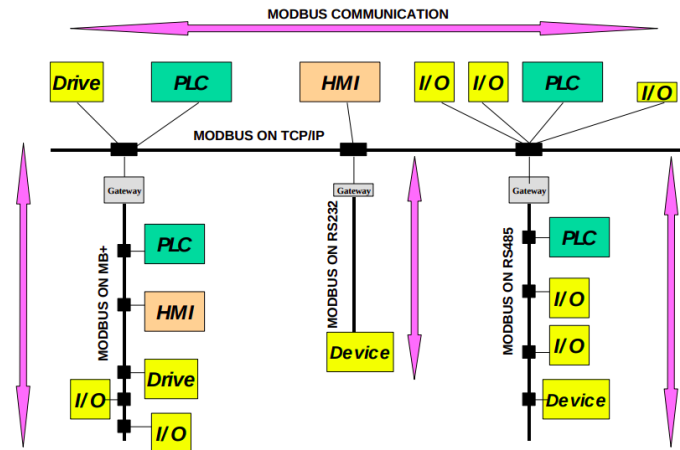 MODBUS COMMUNICATION
Drive
PLC
HMI
I/O
I/O
PLC
I/O
MODBUS ON TCP/IP
Gateway
Gateway
Gateway
MODBUS ON MB+
PLC
HMI
Drive
I/O
I/O
MODBUS ON RS232
Device
MODBUS ON RS485
PLC
I/O
I/O
Device